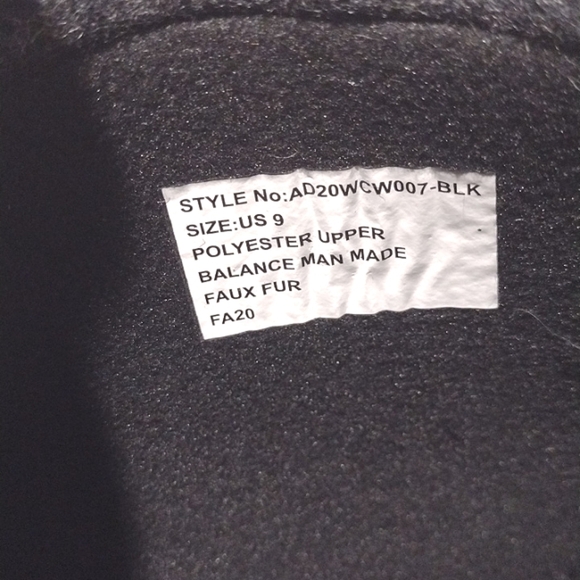 STYLE No:AD20WCW007-BLK
SIZE:US 9
POLYESTER UPPER
BALANCE MAN MADE
FAUX FUR
FA20